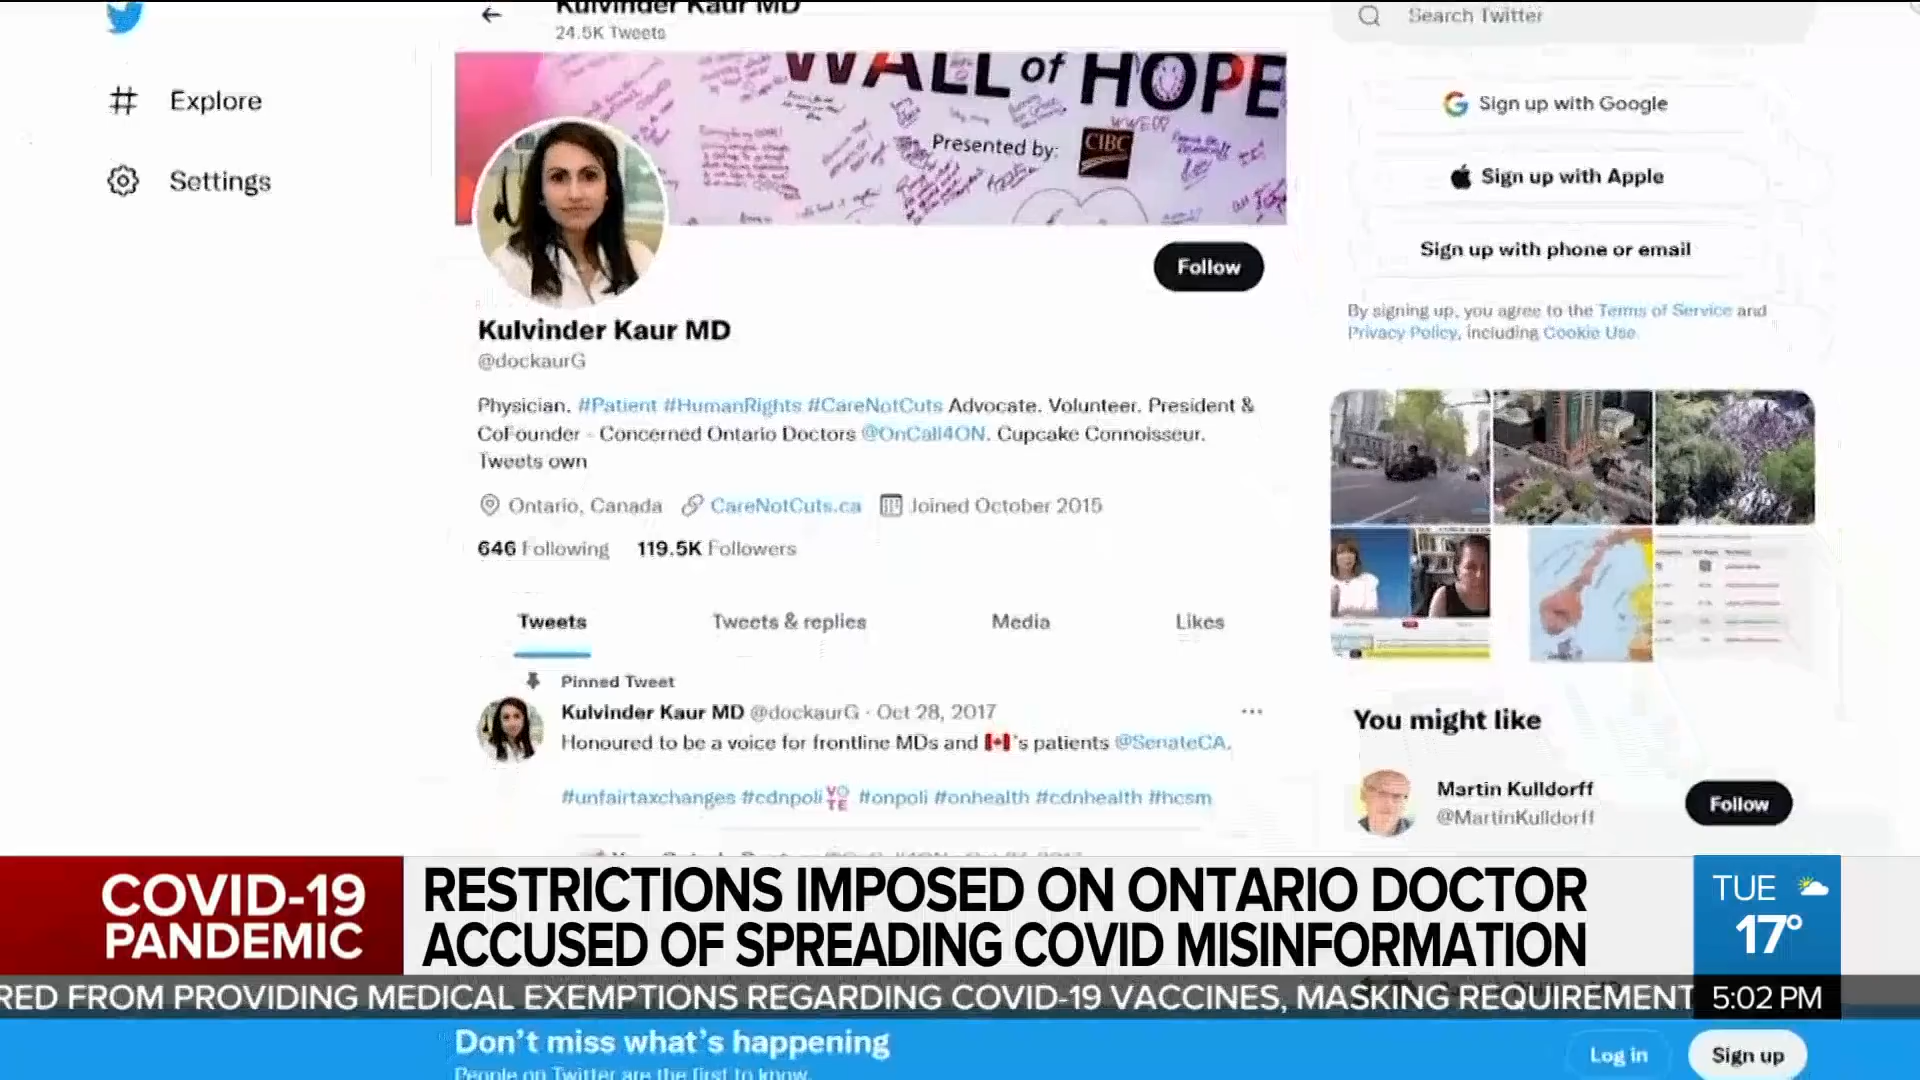 Kulvinder Kaur MD
24.5K Tweets
Search Twitter
Explore
Settings
WALL of HOPE
Presented by:
CIBC
Sign up with Google
Sign up with Apple
Sign up with phone or email
By signing up, you agree to the Terms of Service and
Privacy Policy, including Cookie Use.
Follow
Kulvinder Kaur MD
@dockaurG
Physician. #Patient #HumanRights #CareNotCuts Advocate. Volunteer. President &
CoFounder - Concerned Ontario Doctors @OnCall4ON. Cupcake Connoisseur.
Tweets own
Ontario, Canada CareNotCuts.ca Joined October 2015
646 Following 119.5K Followers
Tweets Tweets & replies Media Likes
Pinned Tweet
Kulvinder Kaur MD @dockaurG · Oct 28, 2017
Honoured to be a voice for frontline MDs and 🇨🇦's patients @SenateCA.
#unfairtaxchanges #cdnpoli VOTE #onpoli #onhealth #cdnhealth #hcsm
You might like
Martin Kulldorff
@MartinKulldorff
Follow
COVID-19
PANDEMIC
RESTRICTIONS IMPOSED ON ONTARIO DOCTOR
ACCUSED OF SPREADING COVID MISINFORMATION
TUE
17°
RED FROM PROVIDING MEDICAL EXEMPTIONS REGARDING COVID-19 VACCINES, MASKING REQUIREMENT
5:02 PM
Don't miss what's happening
People on Twitter are the first to know.
Log in
Sign up